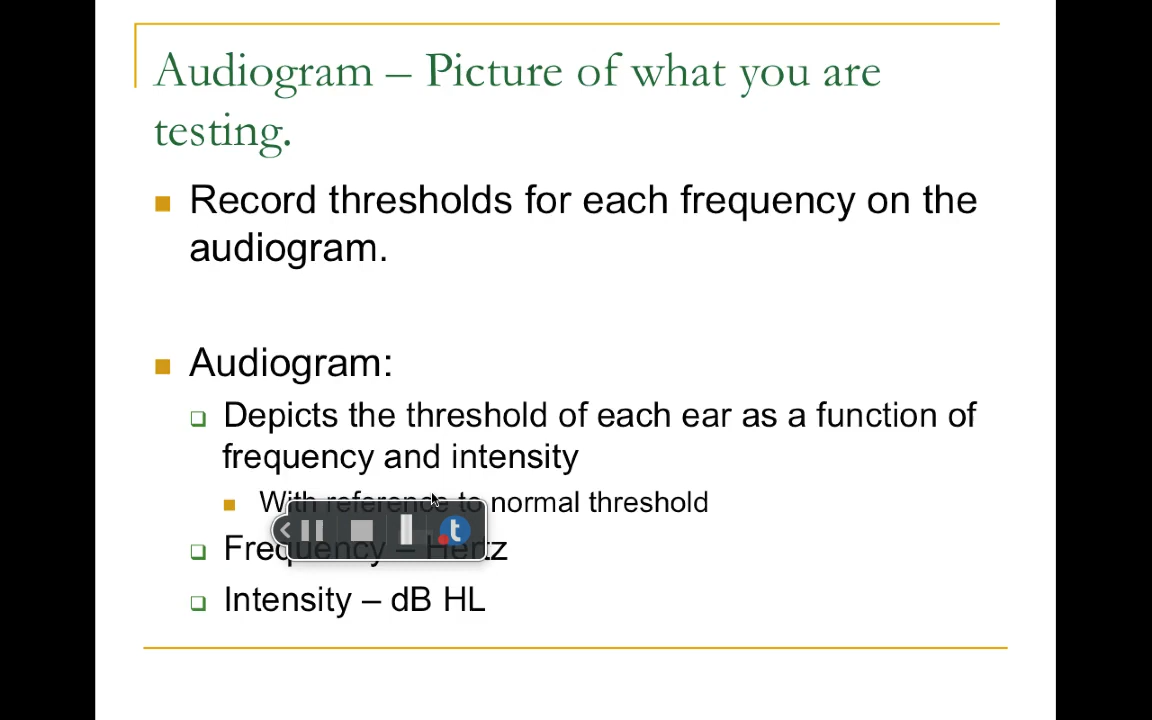 Audiogram – Picture of what you are
testing.
Record thresholds for each frequency on the
audiogram.
Audiogram:
Depicts the threshold of each ear as a function of
frequency and intensity
With reference to normal threshold
Frequency – Hertz
t
Intensity – dB HL